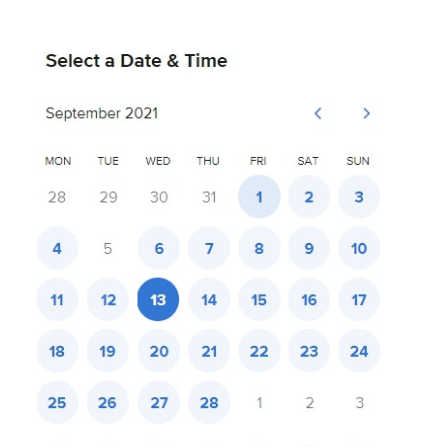 Select a Date & Time
September 2021
MON TUE WED THU FRI SAT SUN
28 29 30 31 1 2 3
4 5 6 7 8 9 10
11 12 13 14 15 16 17
18 19 20 21 22 23 24
25 26 27 28 1 2 3